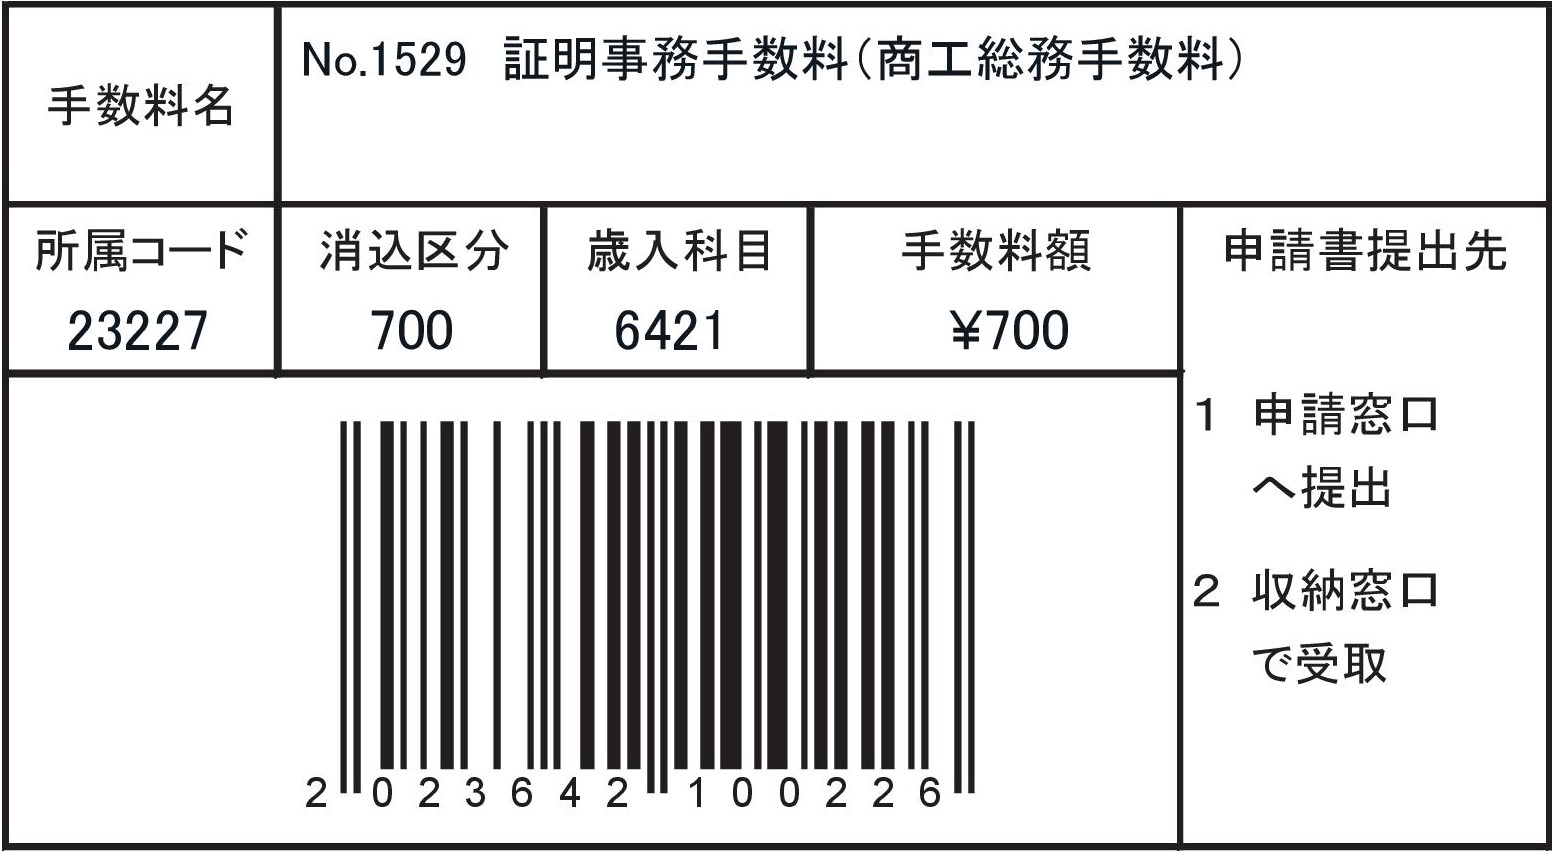 手数料名
No.1529　証明事務手数料(商工総務手数料)
所属コード
23227
消込区分
700
歳入科目
6421
手数料額
¥700
申請書提出先
1　申請窓口
へ提出
2　収納窓口
で受取
2 023642 100226